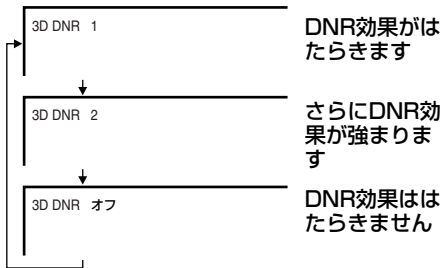 3D DNR 1
DNR効果がは
たらきます
3D DNR 2
さらにDNR効
果が強まりま
す
3D DNR オフ
DNR効果はは
たらきません